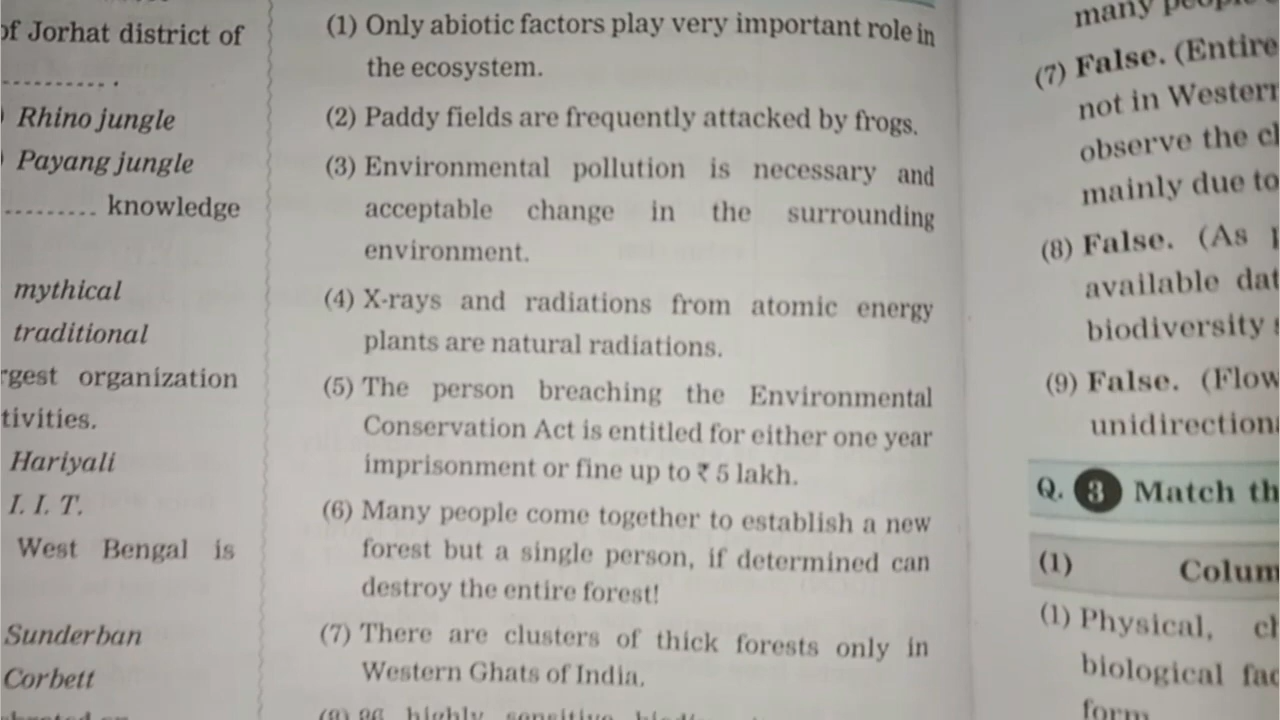 of Jorhat district of
.............
Rhino jungle
Payang jungle
......... knowledge
mythical
traditional
organization
tivities.
Hariyali
I. I. T.
West Bengal is
Sunderban
Corbett
(1) Only abiotic factors play very important role in
the ecosystem.
(2) Paddy fields are frequently attacked by frogs.
(3) Environmental pollution is necessary and
acceptable change in the surrounding
environment.
(4) X-rays and radiations from atomic energy
plants are natural radiations.
(5) The person breaching the Environmental
Conservation Act is entitled for either one year
imprisonment or fine up to ₹ 5 lakh.
(6) Many people come together to establish a new
forest but a single person, if determined can
destroy the entire forest!
(7) There are clusters of thick forests only in
Western Ghats of India.
highly sensitive
many people
(7) False. (Entire
not in Western
observe the
mainly due to
(8) False. (As
available
biodiversity
(9) False. (Flow
Q. 3 Match
(1) Colum
(1) Physical,
biological
form